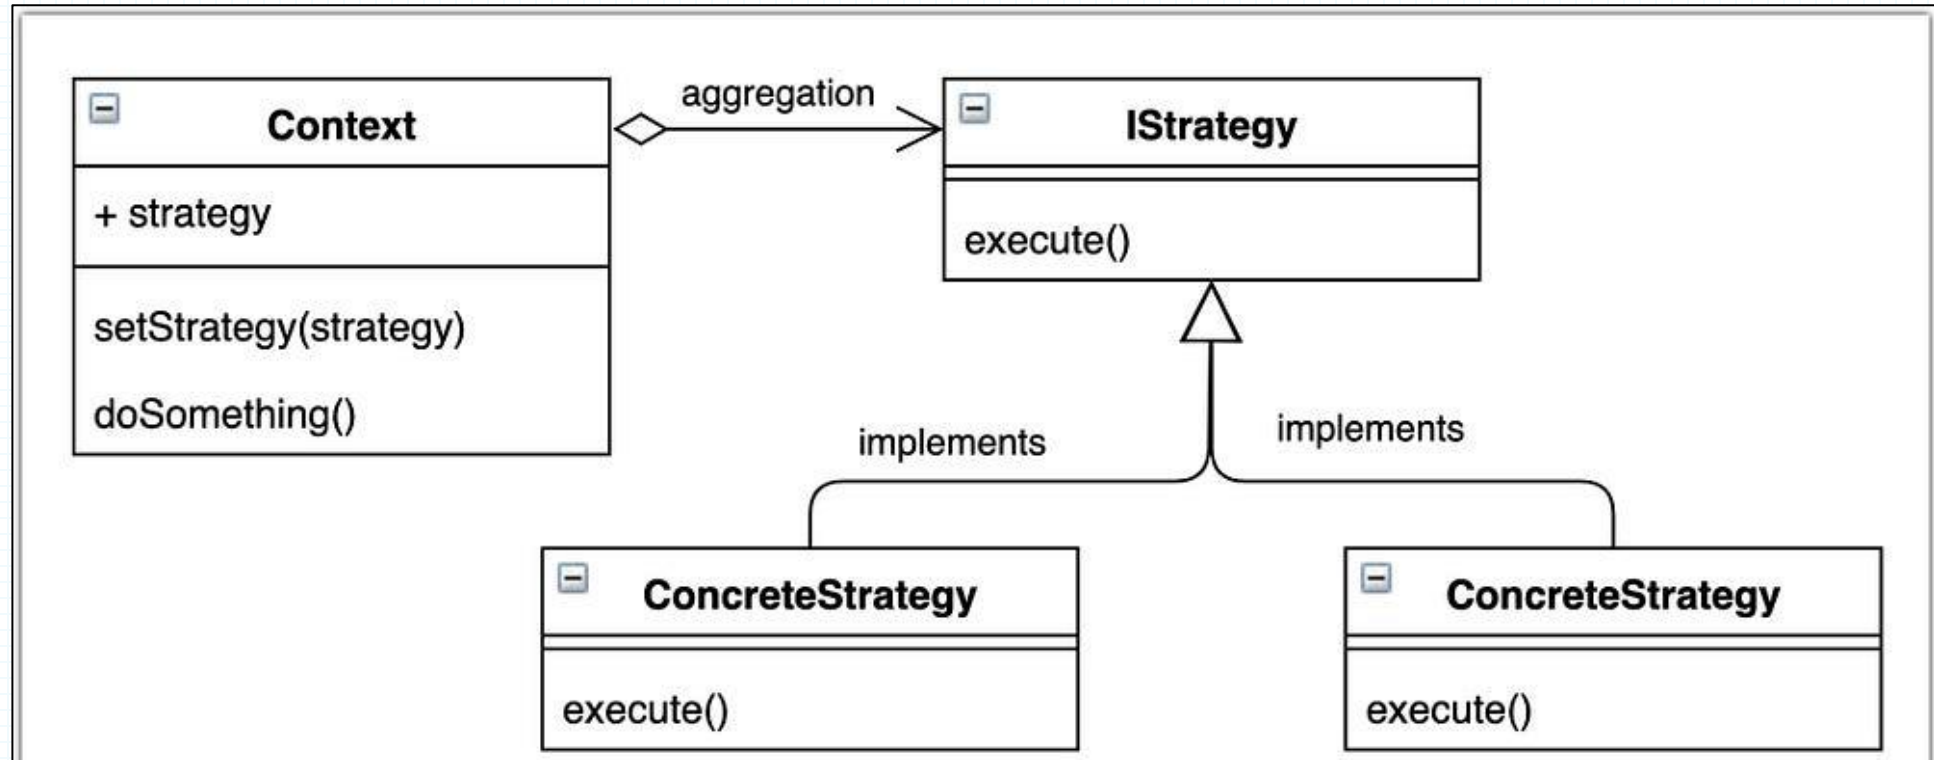 Context
+ strategy
setStrategy(strategy)
doSomething()
aggregation
IStrategy
execute()
implements
implements
ConcreteStrategy
execute()
ConcreteStrategy
execute()